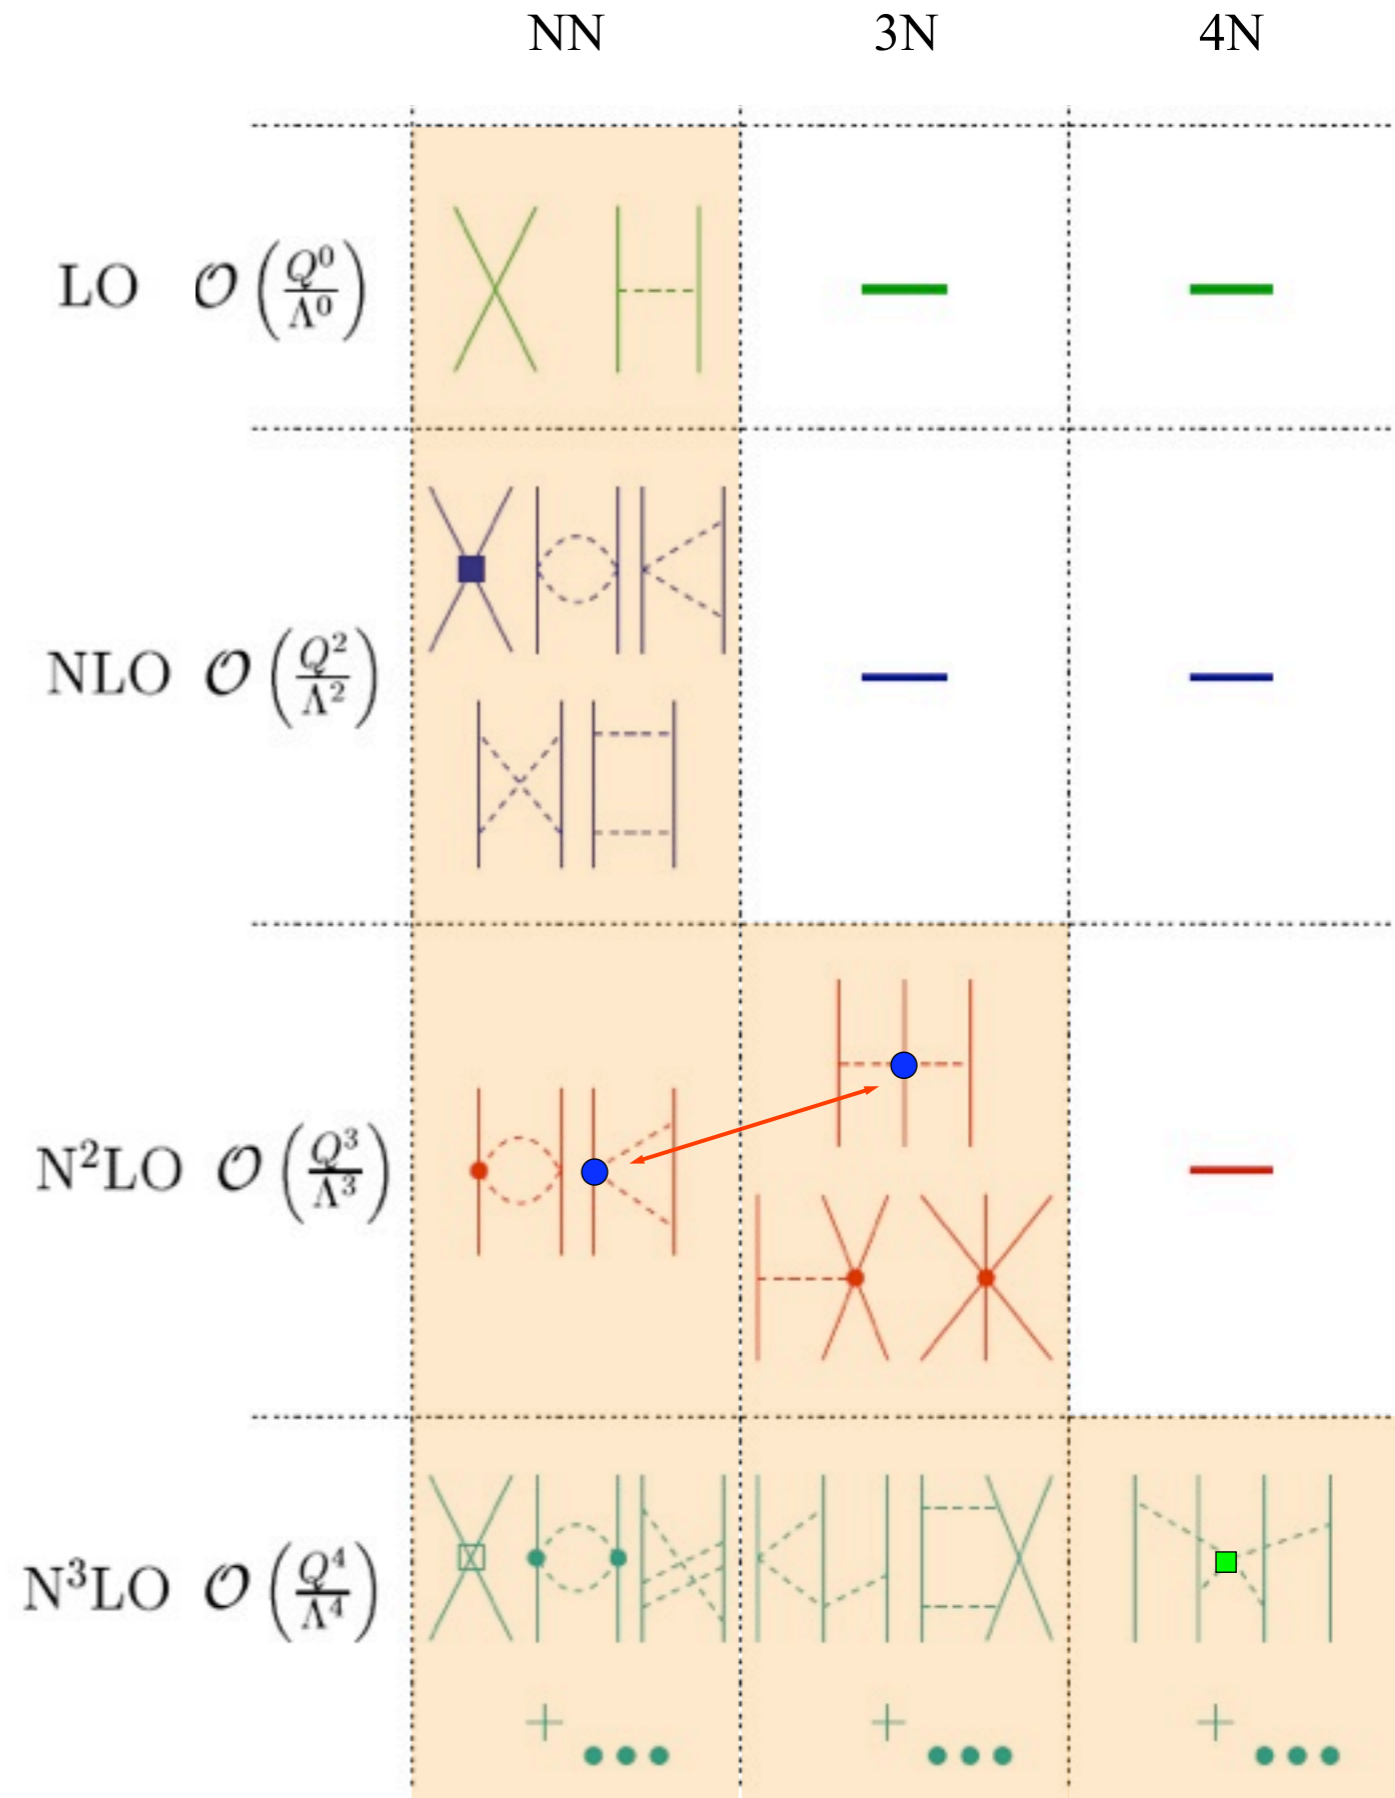 NN 3N 4N
LO 𝒪(Q⁰/Λ⁰)
NLO 𝒪(Q²/Λ²)
N²LO 𝒪(Q³/Λ³)
N³LO 𝒪(Q⁴/Λ⁴)
+ ••• + ••• + •••